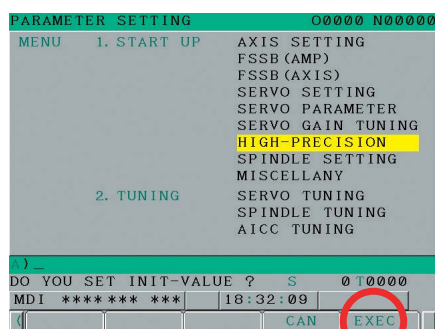 PARAMETER SETTING O0000 N00000
MENU 1. START UP AXIS SETTING
FSSB(AMP)
FSSB(AXIS)
SERVO SETTING
SERVO PARAMETER
SERVO GAIN TUNING
HIGH-PRECISION
SPINDLE SETTING
MISCELLANY
2. TUNING SERVO TUNING
SPINDLE TUNING
AICC TUNING
A)_
DO YOU SET INIT-VALUE ? S 0 T0000
MDI **** *** *** 18:32:09
( CAN EXEC